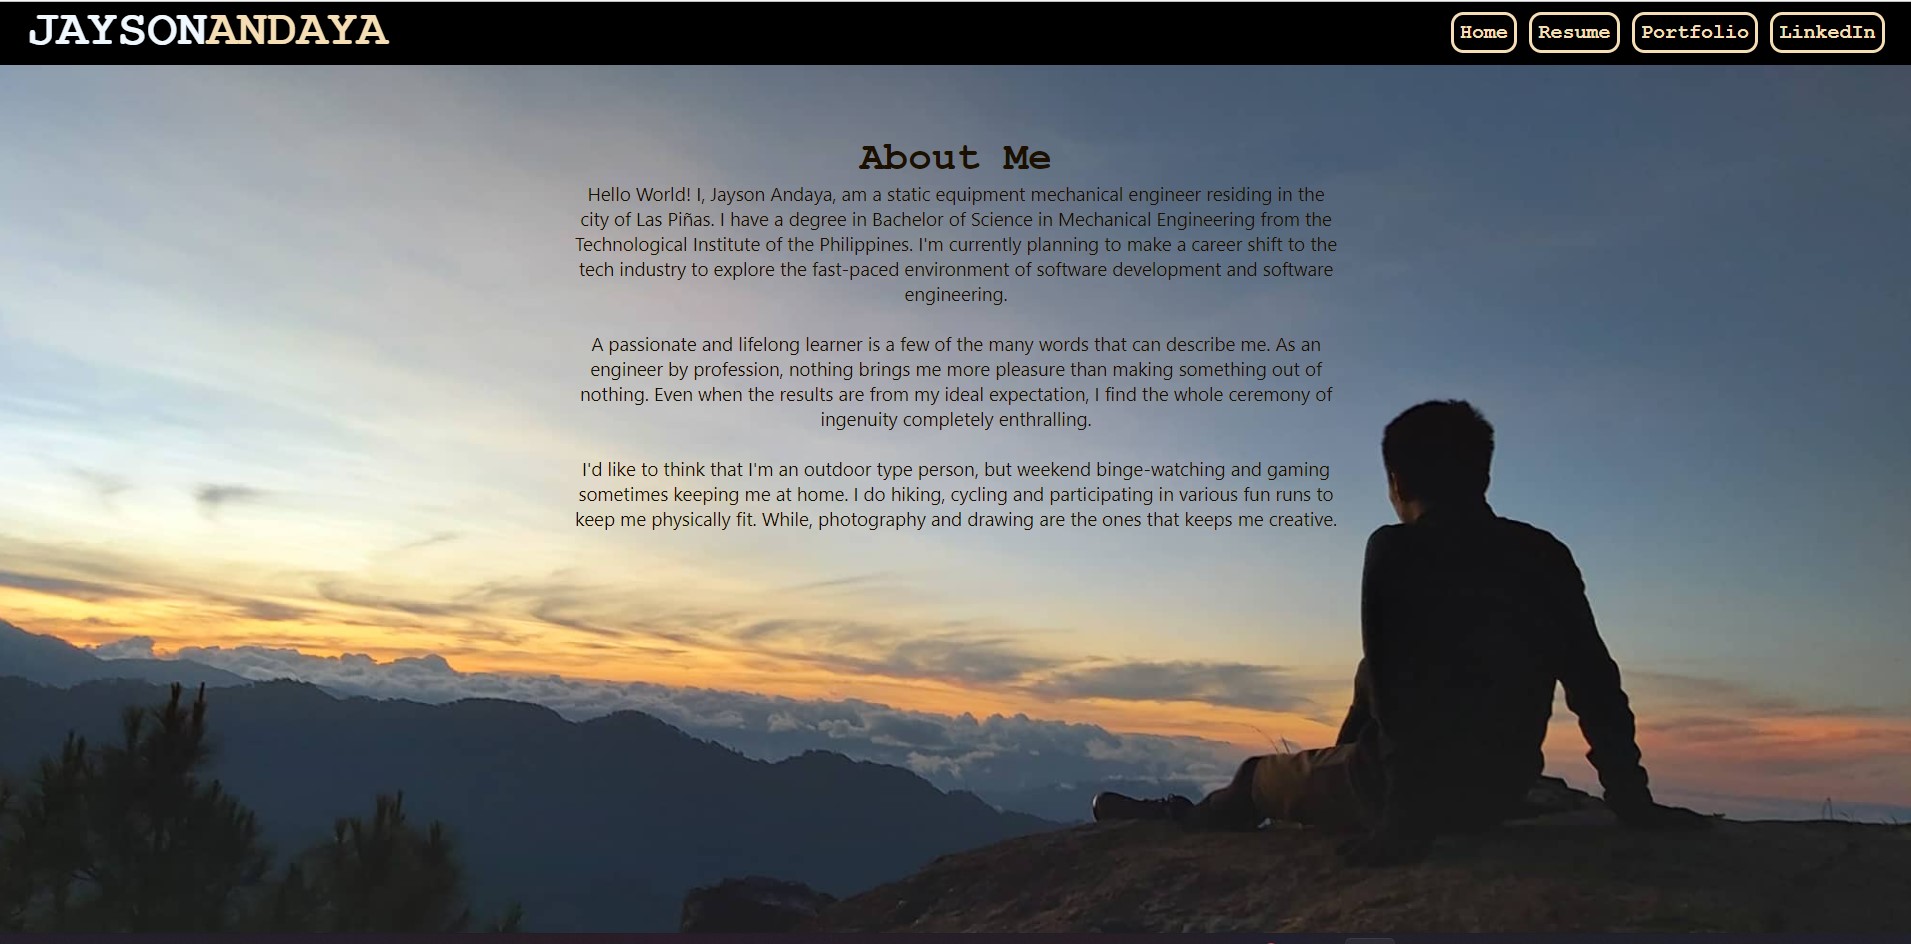 JAYSONANDAYA
Home Resume Portfolio LinkedIn
About Me
Hello World! I, Jayson Andaya, am a static equipment mechanical engineer residing in the
city of Las Piñas. I have a degree in Bachelor of Science in Mechanical Engineering from the
Technological Institute of the Philippines. I'm currently planning to make a career shift to the
tech industry to explore the fast-paced environment of software development and software
engineering.
A passionate and lifelong learner is a few of the many words that can describe me. As an
engineer by profession, nothing brings me more pleasure than making something out of
nothing. Even when the results are from my ideal expectation, I find the whole ceremony of
ingenuity completely enthralling.
I'd like to think that I'm an outdoor type person, but weekend binge-watching and gaming
sometimes keeping me at home. I do hiking, cycling and participating in various fun runs to
keep me physically fit. While, photography and drawing are the ones that keeps me creative.